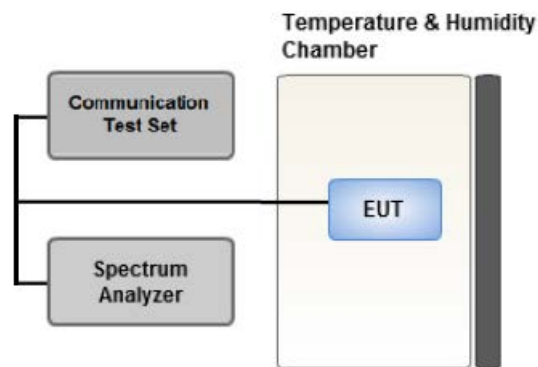 Temperature & Humidity
Chamber
Communication
Test Set
EUT
Spectrum
Analyzer